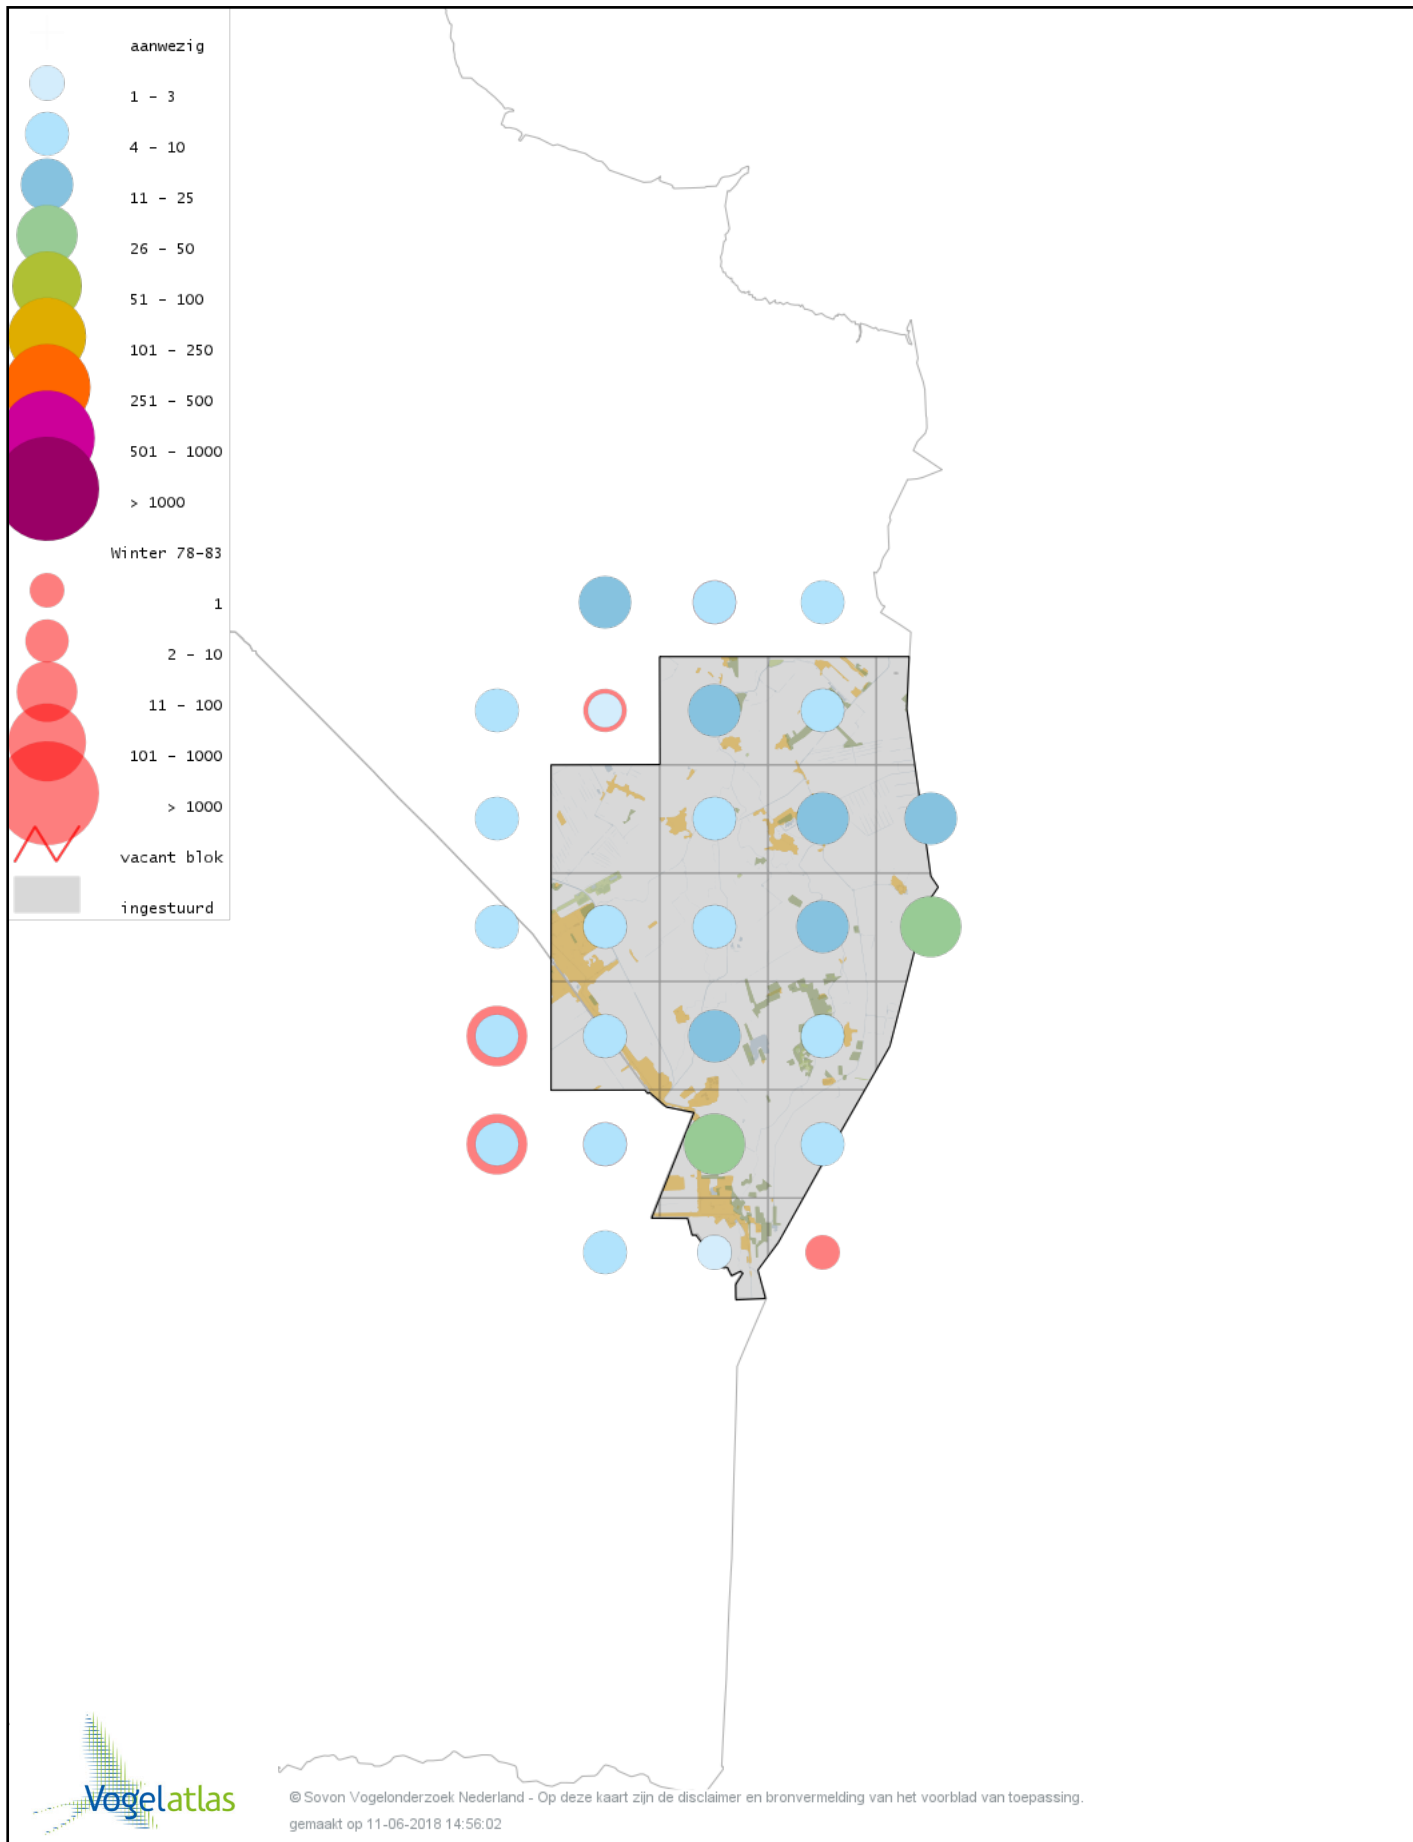 aanwezig
1 - 3
4 - 10
11 - 25
26 - 50
51 - 100
101 - 250
251 - 500
501 - 1000
> 1000
Winter 78-83
1
2 - 10
11 - 100
101 - 1000
> 1000
vacant blok
ingestuurd
Vogelatlas
© Sovon Vogelonderzoek Nederland - Op deze kaart zijn de disclaimer en bronvermelding van het voorblad van toepassing.
gemaakt op 11-06-2018 14:56:02